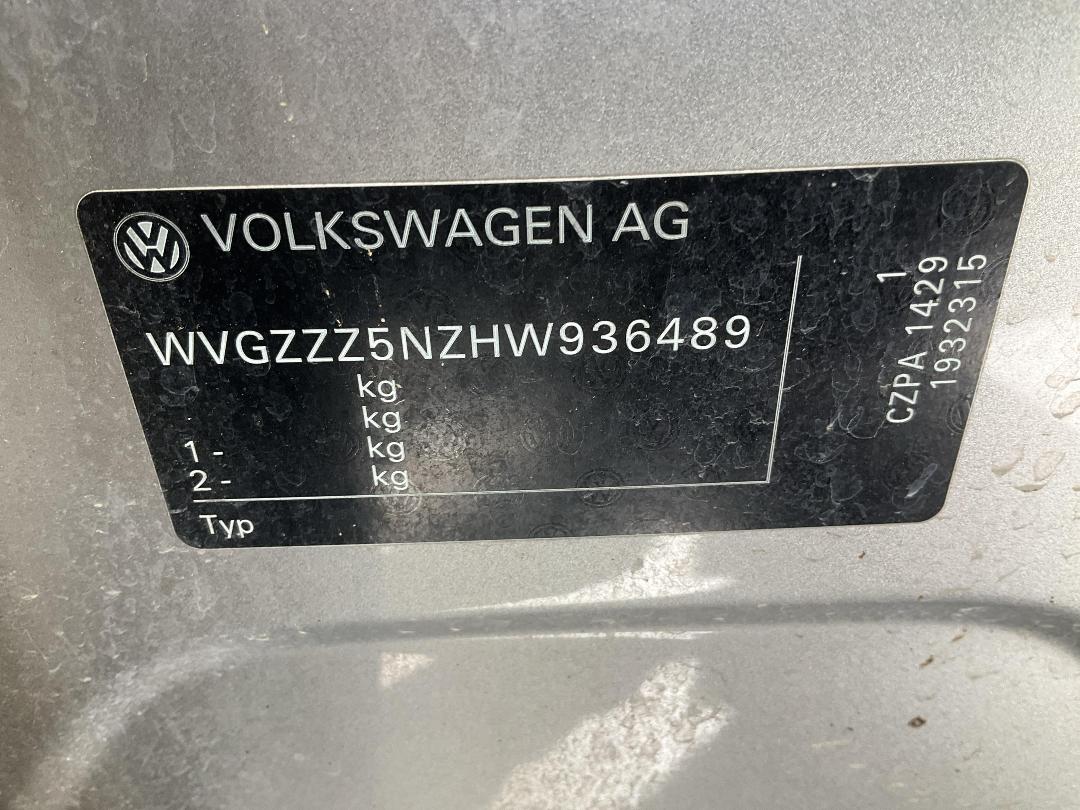 VOLKSWAGEN AG
WVGZZZ5NZHW936489
kg
kg
1 - kg
2 - kg
Typ
1
CZPA 1429
1932315